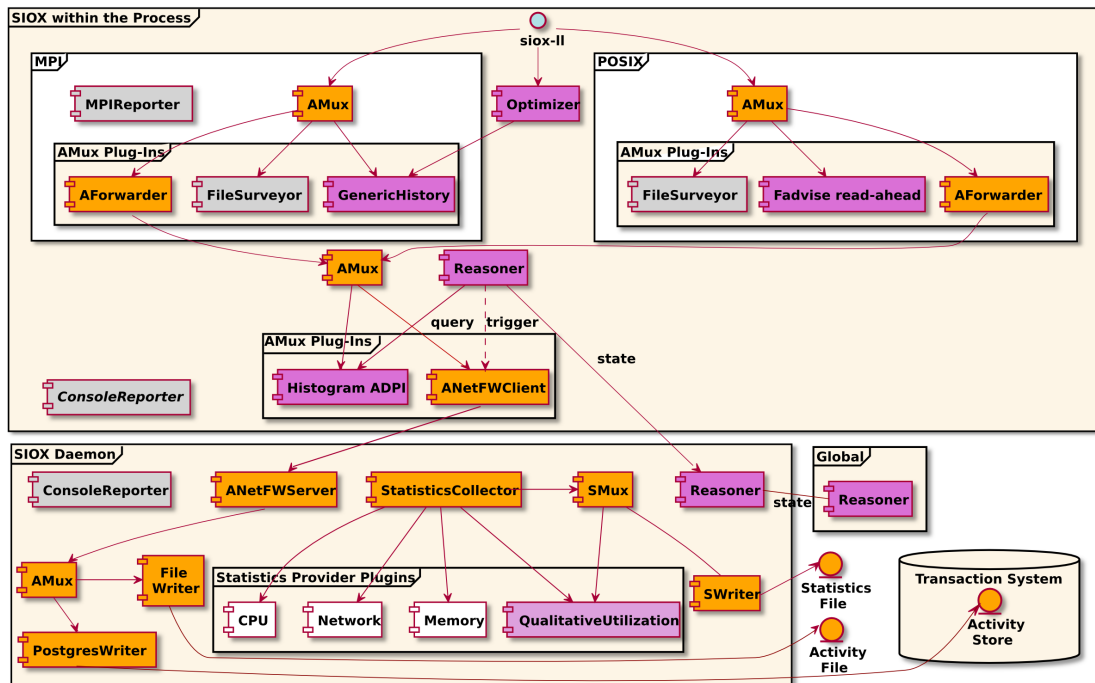 SIOX within the Process
siox-ll
MPI
POSIX
MPIReporter
AMux
Optimizer
AMux
AMux Plug-Ins
AMux Plug-Ins
AForwarder
FileSurveyor
GenericHistory
FileSurveyor
Fadvise read-ahead
AForwarder
AMux
Reasoner
query
trigger
AMux Plug-Ins
state
ConsoleReporter
Histogram ADPI
ANetFWClient
SIOX Daemon
Global
ConsoleReporter
ANetFWServer
StatisticsCollector
SMux
Reasoner
state
Reasoner
AMux
File
Writer
Statistics Provider Plugins
SWriter
Statistics
File
Transaction System
CPU
Network
Memory
QualitativeUtilization
Activity
Store
PostgresWriter
Activity
File